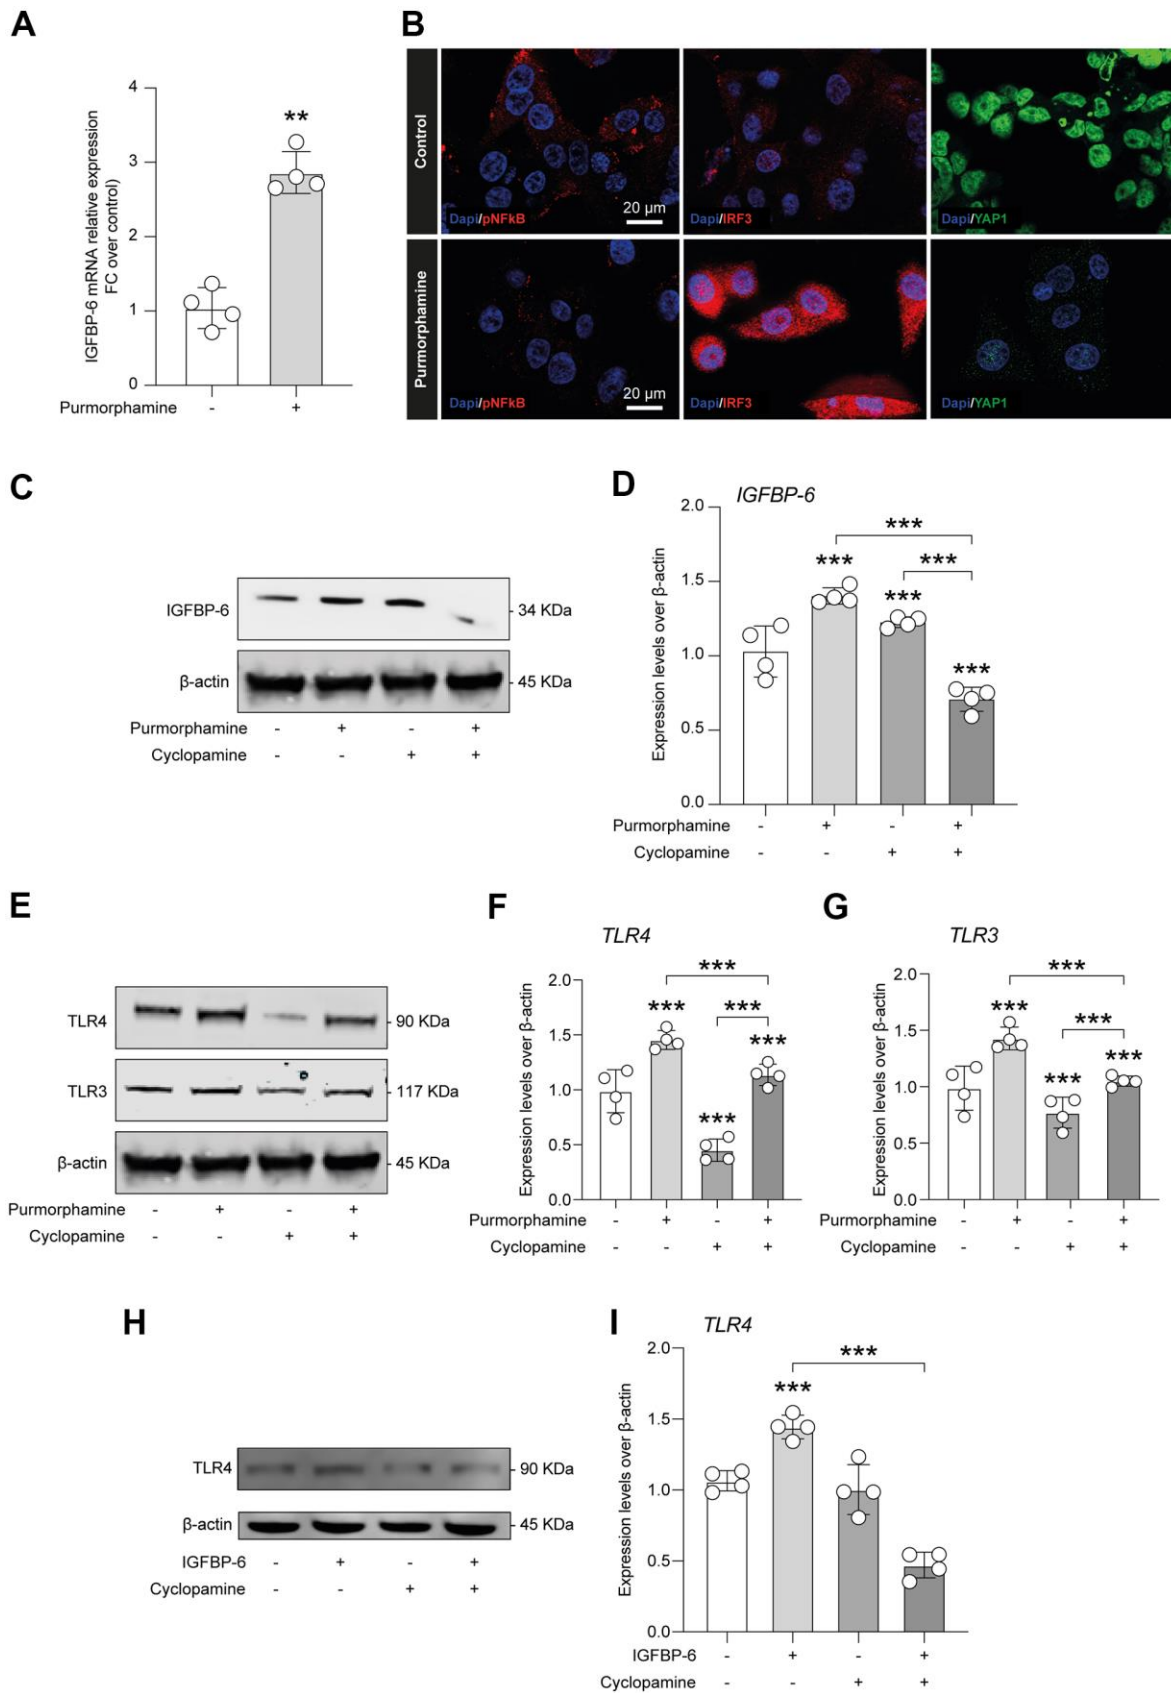 A
IGFBP-6 mRNA relative expression
FC over control)
4
3
2
1
0
**
Purmorphamine
-
+
B
Control
Purmorphamine
Dapi/pNFkB
20 µm
Dapi/IRF3
Dapi/YAP1
Dapi/pNFkB
20 µm
Dapi/IRF3
Dapi/YAP1
C
IGFBP-6
34 KDa
β-actin
45 KDa
Purmorphamine - + - +
Cyclopamine - - + +
D
IGFBP-6
Expression levels over β-actin
2.0
1.5
1.0
0.5
0.0
***
***
***
***
***
Purmorphamine - + - +
Cyclopamine - - + +
E
TLR4
90 KDa
TLR3
117 KDa
β-actin
45 KDa
Purmorphamine - + - +
Cyclopamine - - + +
F
TLR4
Expression levels over β-actin
2.0
1.5
1.0
0.5
0.0
***
***
***
***
***
Purmorphamine - + - +
Cyclopamine - - + +
G
TLR3
Expression levels over β-actin
2.0
1.5
1.0
0.5
0.0
***
***
***
***
***
Purmorphamine - + - +
Cyclopamine - - + +
H
TLR4
90 KDa
β-actin
45 KDa
IGFBP-6 - + - +
Cyclopamine - - + +
I
TLR4
Expression levels over β-actin
2.0
1.5
1.0
0.5
0.0
***
***
IGFBP-6 - + - +
Cyclopamine - - + +